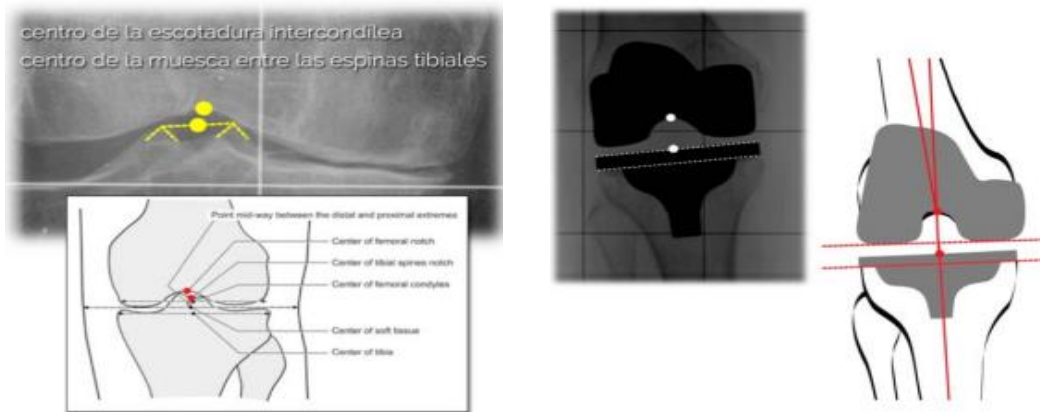 centro de la escotadura intercondílea
centro de la muesca entre las espinas tibiales
Point mid-way between the distal and proximal extremes
Center of femoral notch
Center of tibial spines notch
Center of femoral condyles
Center of soft tissue
Center of tibia